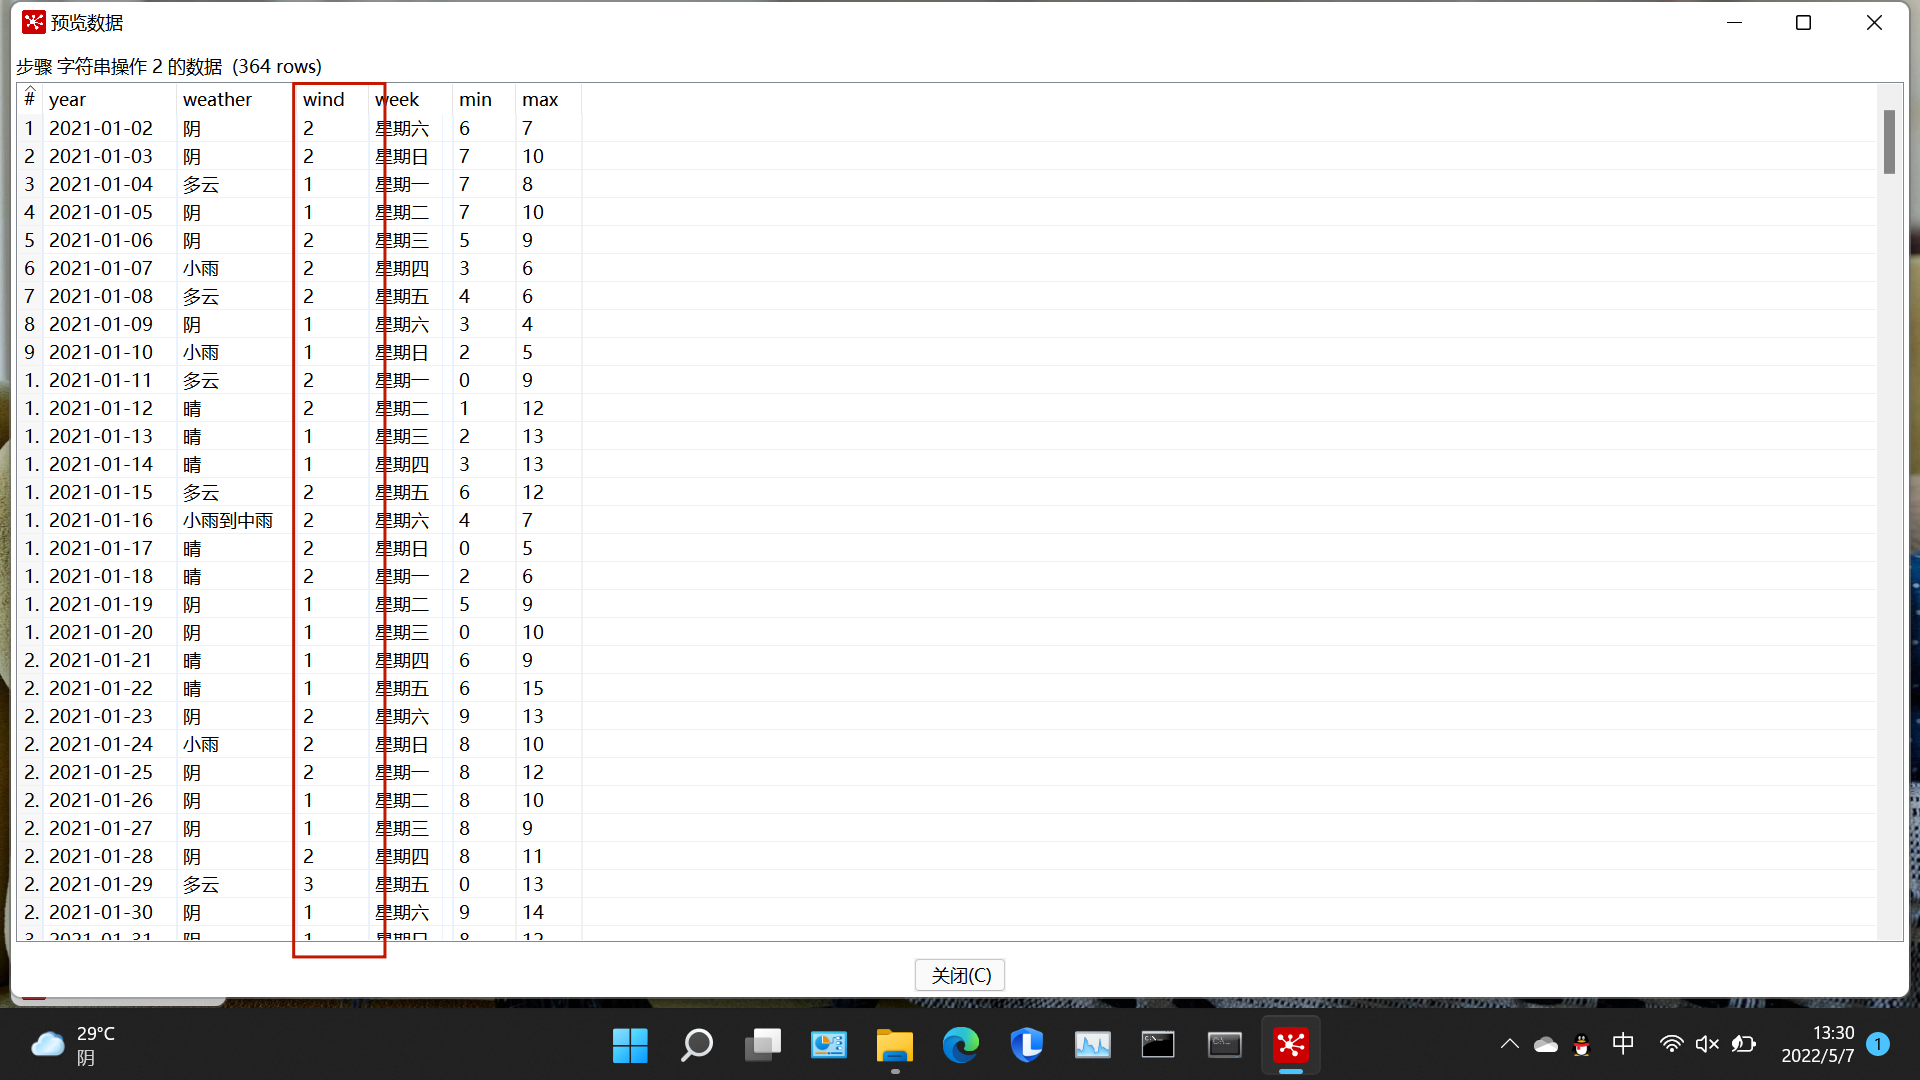 预览数据
步骤 字符串操作 2 的数据 (364 rows)
# year weather wind week min max
1 2021-01-02 阴 2 星期六 6 7
2 2021-01-03 阴 2 星期日 7 10
3 2021-01-04 多云 1 星期一 7 8
4 2021-01-05 阴 1 星期二 7 10
5 2021-01-06 阴 2 星期三 5 9
6 2021-01-07 小雨 2 星期四 3 6
7 2021-01-08 多云 2 星期五 4 6
8 2021-01-09 阴 1 星期六 3 4
9 2021-01-10 小雨 1 星期日 2 5
1. 2021-01-11 多云 2 星期一 0 9
1. 2021-01-12 晴 2 星期二 1 12
1. 2021-01-13 晴 1 星期三 2 13
1. 2021-01-14 晴 1 星期四 3 13
1. 2021-01-15 多云 2 星期五 6 12
1. 2021-01-16 小雨到中雨 2 星期六 4 7
1. 2021-01-17 晴 2 星期日 0 5
1. 2021-01-18 晴 2 星期一 2 6
1. 2021-01-19 阴 1 星期二 5 9
1. 2021-01-20 阴 1 星期三 0 10
2. 2021-01-21 晴 1 星期四 6 9
2. 2021-01-22 晴 1 星期五 6 15
2. 2021-01-23 阴 2 星期六 9 13
2. 2021-01-24 小雨 2 星期日 8 10
2. 2021-01-25 阴 2 星期一 8 12
2. 2021-01-26 阴 1 星期二 8 10
2. 2021-01-27 阴 1 星期三 8 9
2. 2021-01-28 阴 2 星期四 8 11
2. 2021-01-29 多云 3 星期五 0 13
2. 2021-01-30 阴 1 星期六 9 14
2021-01-31 阴 1 星期日
关闭(C)
29°C
阴
中
13:30
2022/5/7
1